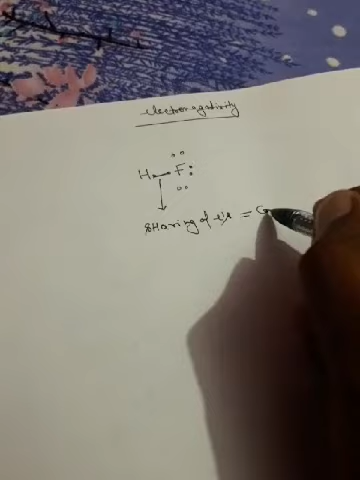 Electronegativity
H—F:
SHaring of e's = C